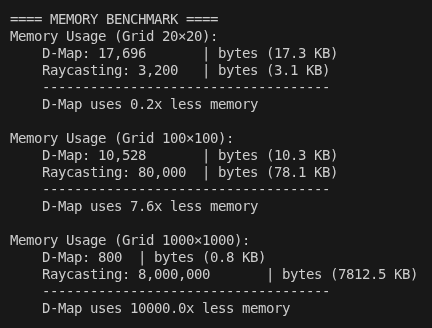 ==== MEMORY BENCHMARK ====
Memory Usage (Grid 20×20):
    D-Map: 17,696       | bytes (17.3 KB)
    Raycasting: 3,200   | bytes (3.1 KB)
    -----------------------------------
    D-Map uses 0.2x less memory

Memory Usage (Grid 100×100):
    D-Map: 10,528       | bytes (10.3 KB)
    Raycasting: 80,000  | bytes (78.1 KB)
    -----------------------------------
    D-Map uses 7.6x less memory

Memory Usage (Grid 1000×1000):
    D-Map: 800  | bytes (0.8 KB)
    Raycasting: 8,000,000       | bytes (7812.5 KB)
    -----------------------------------
    D-Map uses 10000.0x less memory